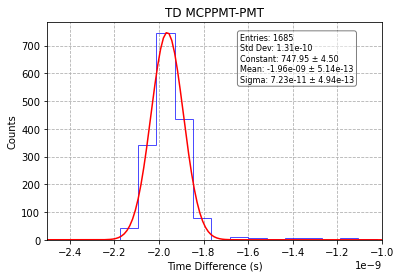 TD MCPPMT-PMT
Entries: 1685
Std Dev: 1.31e-10
Constant: 747.95 ± 4.50
Mean: -1.96e-09 ± 5.14e-13
Sigma: 7.23e-11 ± 4.94e-13
Counts
700
600
500
400
300
200
100
0
−2.4 −2.2 −2.0 −1.8 −1.6 −1.4 −1.2 −1.0
1e−9
Time Difference (s)